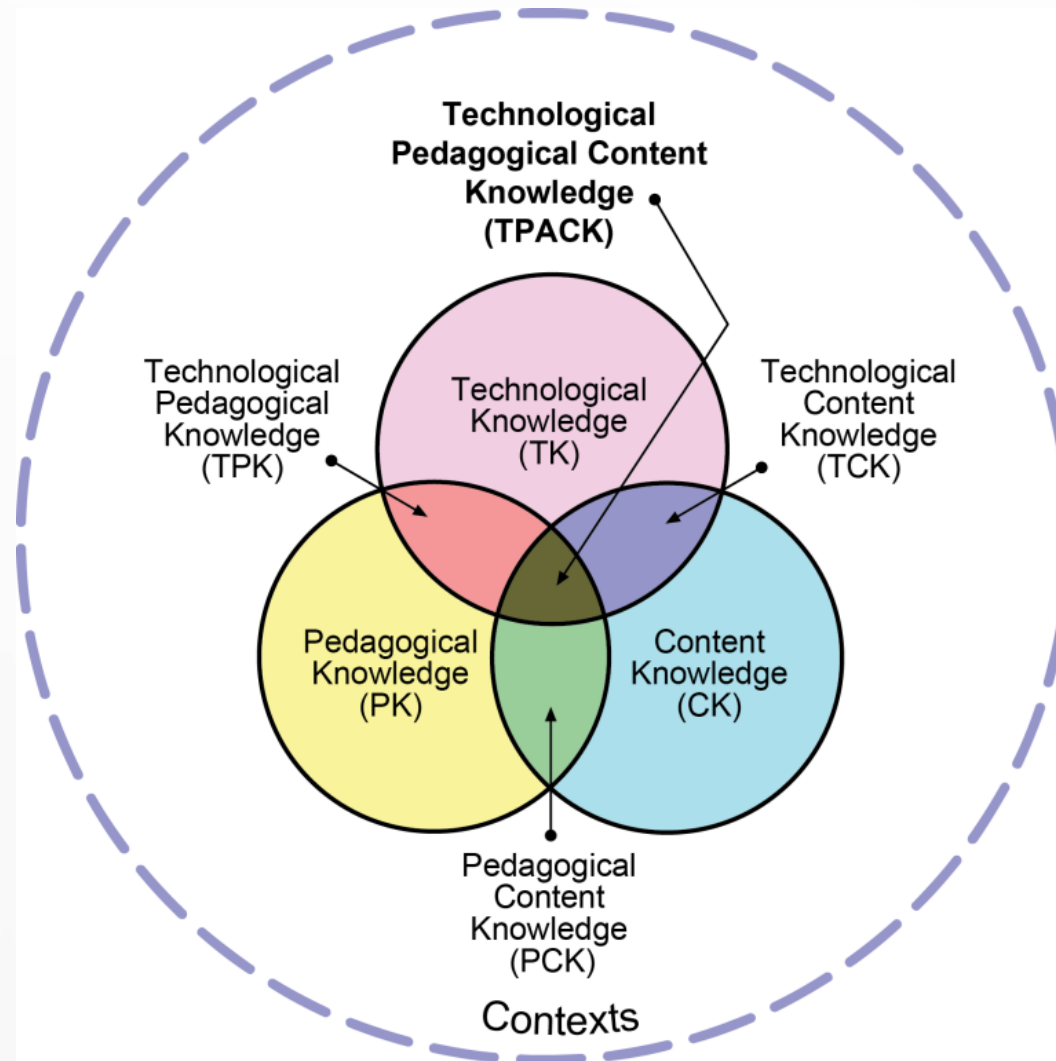 Technological
Pedagogical Content
Knowledge
(TPACK)
Technological
Pedagogical
Knowledge
(TPK)
Technological
Knowledge
(TK)
Technological
Content
Knowledge
(TCK)
Pedagogical
Knowledge
(PK)
Content
Knowledge
(CK)
Pedagogical
Content
Knowledge
(PCK)
Contexts